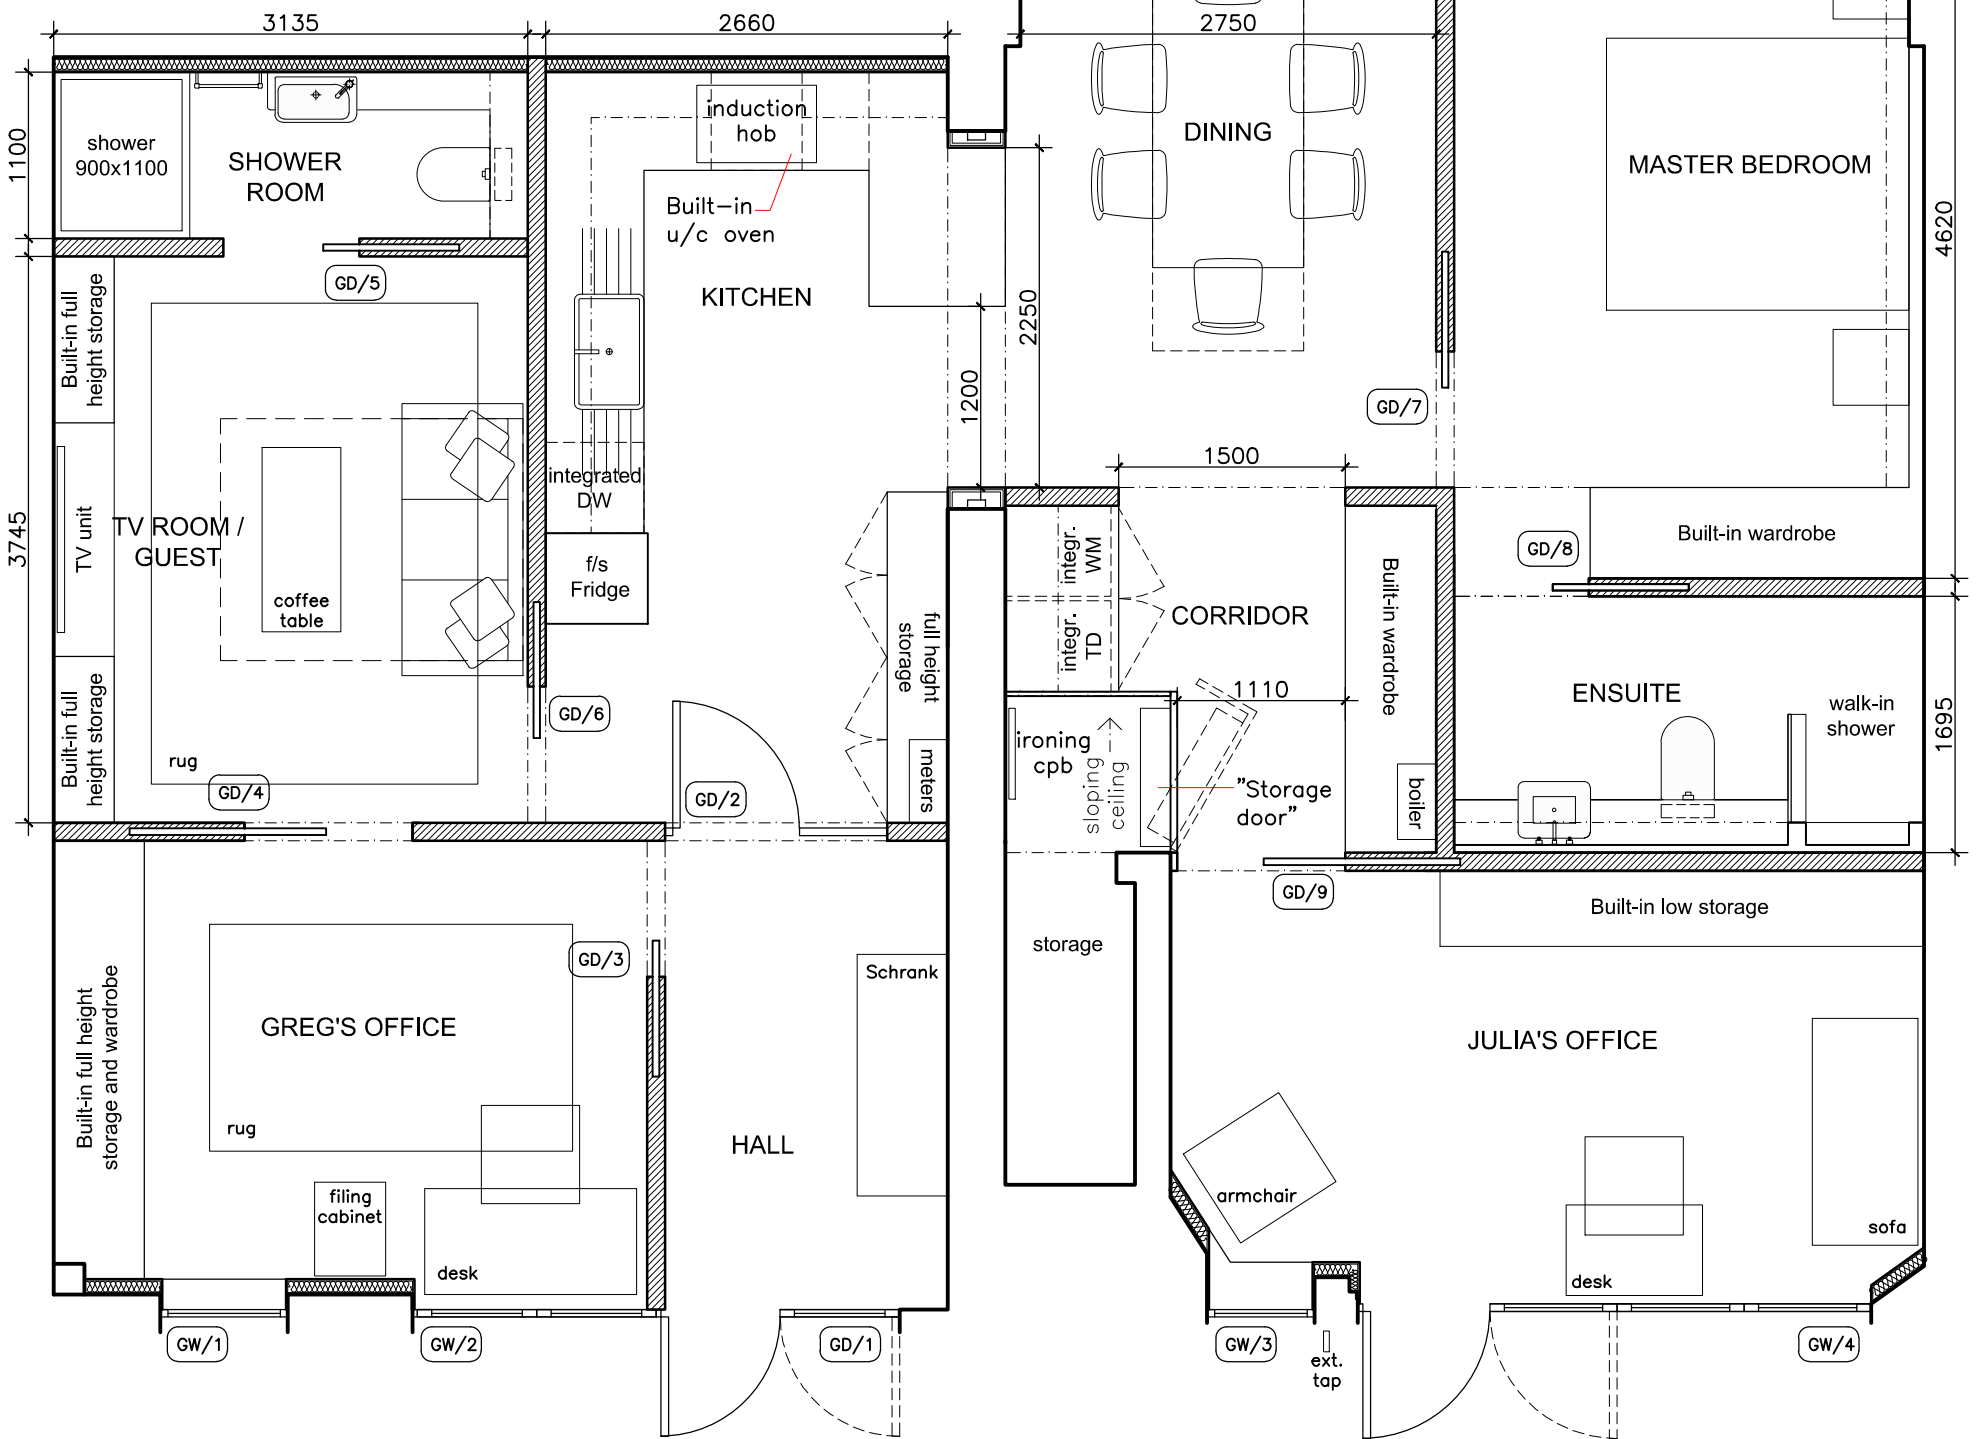 3135
2660
2750
1100
shower
900x1100
SHOWER
ROOM
induction
hob
Built-in
u/c oven
DINING
MASTER BEDROOM
4620
GD/5
KITCHEN
2250
1200
GD/7
1500
Built-in full
height storage
3745
TV unit
TV ROOM /
GUEST
coffee
table
integrated
DW
f/s
Fridge
integr.
WM
integr.
TD
CORRIDOR
Built-in wardrobe
GD/8
Built-in wardrobe
full height
storage
ENSUITE
walk-in
shower
1695
1110
GD/6
Built-in full
height storage
rug
GD/4
GD/2
meters
ironing
cpb
sloping
ceiling
"Storage
door"
boiler
GD/9
Built-in low storage
GD/3
Schrank
storage
Built-in full height
storage and wardrobe
GREG'S OFFICE
JULIA'S OFFICE
rug
HALL
filing
cabinet
desk
armchair
sofa
desk
GW/1
GW/2
GD/1
GW/3
ext.
tap
GW/4